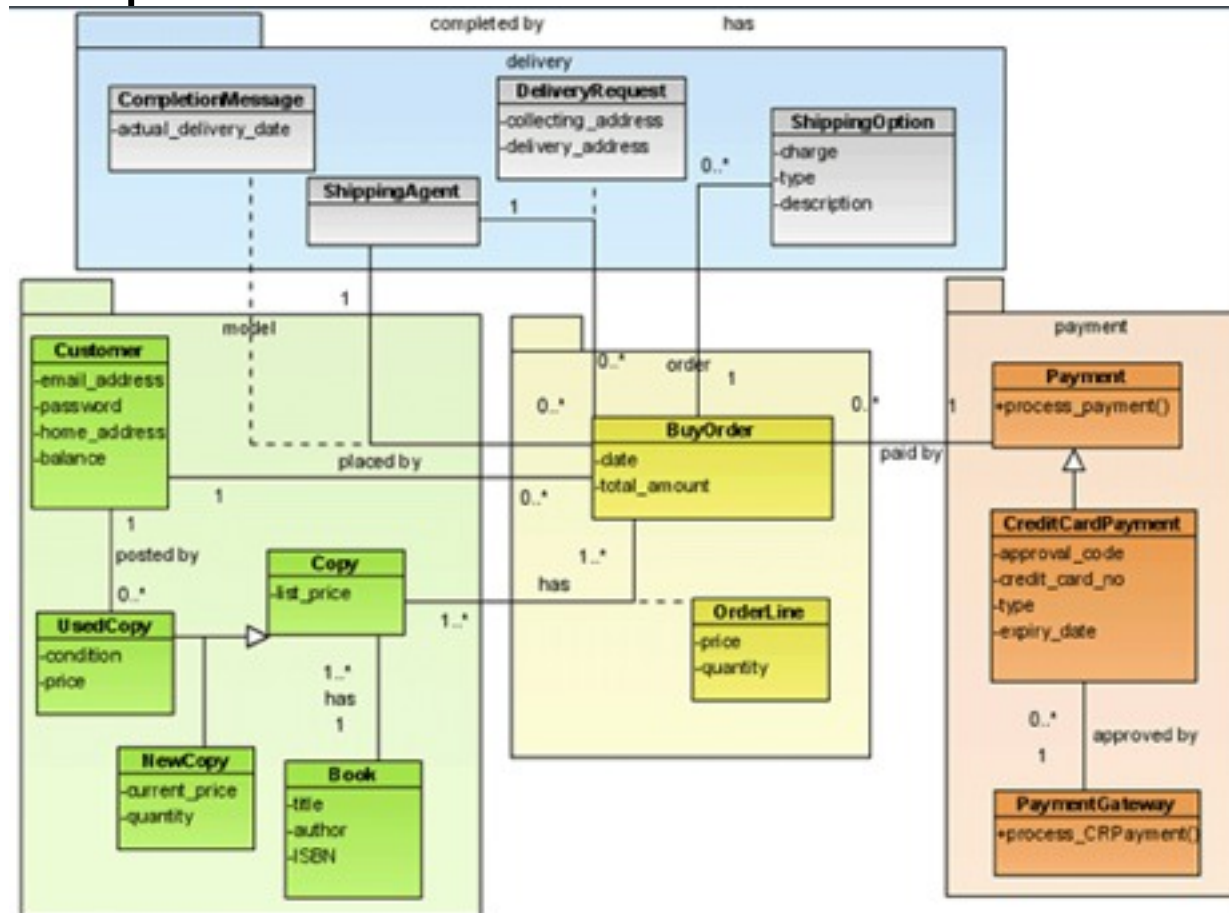 completed by
has
delivery
CompletionMessage
-actual_delivery_date
DeliveryRequest
-collecting_address
-delivery_address
ShippingOption
-charge
-type
-description
0..*
ShippingAgent
1
1
model
Customer
-email_address
-password
-home_address
-balance
order
0..*
1
0..*
0..*
1
BuyOrder
-date
-total_amount
placed by
1
0..*
paid by
payment
Payment
+process_payment()
1
posted by
0..*
Copy
-list_price
1..*
has
1..*
UsedCopy
-condition
-price
1..*
has
1
NewCopy
-current_price
-quantity
Book
-title
-author
-ISBN
OrderLine
-price
-quantity
CreditCardPayment
-approval_code
-credit_card_no
-type
-expiry_date
0..*
approved by
1
PaymentGateway
+process_CRPayment()